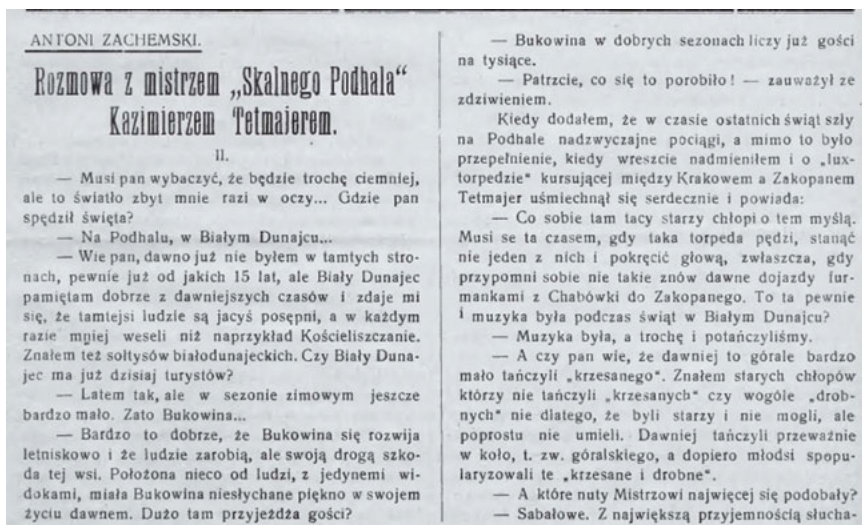 ANTONI ZACHEMSKI.
Rozmowa z mistrzem „Skalnego Podhala“
Kazimierzem Tetmajerem.
II.
— Musi pan wybaczyć, że będzie trochę ciemniej,
ale to światło zbyt mnie razi w oczy... Gdzie pan
spędził święta?
— Na Podhalu, w Białym Dunajcu...
— Wie pan, dawno już nie byłem w tamtych stro-
nach, pewnie już od jakich 15 lat, ale Biały Dunajec
pamiętam dobrze z dawniejszych czasów i zdaje mi
się, że tamtejsi ludzie są jacyś posępni, a w każdym
razie mniej weseli niż naprzykład Kościeliszczanie.
Znałem też sołtysów białodunajeckich. Czy Biały Duna-
jec ma już dzisiaj turystów?
— Latem tak, ale w sezonie zimowym jeszcze
bardzo mało. Zato Bukowina...
— Bardzo to dobrze, że Bukowina się rozwija
letniskowo i że ludzie zarobią, ale swoją drogą szko-
da tej wsi. Położona nieco od ludzi, z jedynemi wi-
dokami, miała Bukowina niesłychane piękno w swojem
życiu dawnem. Dużo tam przyjeżdża gości?
— Bukowina w dobrych sezonach liczy już gości
na tysiące.
— Patrzcie, co się to porobiło! — zauważył ze
zdziwieniem.
Kiedy dodałem, że w czasie ostatnich świąt szły
na Podhale nadzwyczajne pociągi, a mimo to było
przepełnienie, kiedy wreszcie nadmieniłem i o „lux-
torpedzie“ kursującej między Krakowem a Zakopanem
Tetmajer uśmiechnął się serdecznie i powiada:
— Co sobie tam tacy starzy chłopi o tem myślą.
Musi se ta czasem, gdy taka torpeda pędzi, stanąć
nie jeden z nich i pokręcić głową, zwłaszcza, gdy
przypomni sobie nie takie znów dawne dojazdy fur-
mankami z Chabówki do Zakopanego. To ta pewnie
i muzyka była podczas świąt w Białym Dunajcu?
— Muzyka była, a trochę i potańczyliśmy.
— A czy pan wie, że dawniej to górale bardzo
mało tańczyli „krzesanego“. Znałem starych chłopów
którzy nie tańczyli „krzesanych“ czy wogóle „drob-
nych“ nie dlatego, że byli starzy i nie mogli, ale
poprostu nie umieli. Dawniej tańczyli przeważnie
w koło, t. zw. góralskiego, a dopiero młodsi spopu-
laryzowali te „krzesane i drobne“.
— A które nuty Mistrzowi najwięcej się podobały?
— Sabałowe. Z największą przyjemnością słucha-